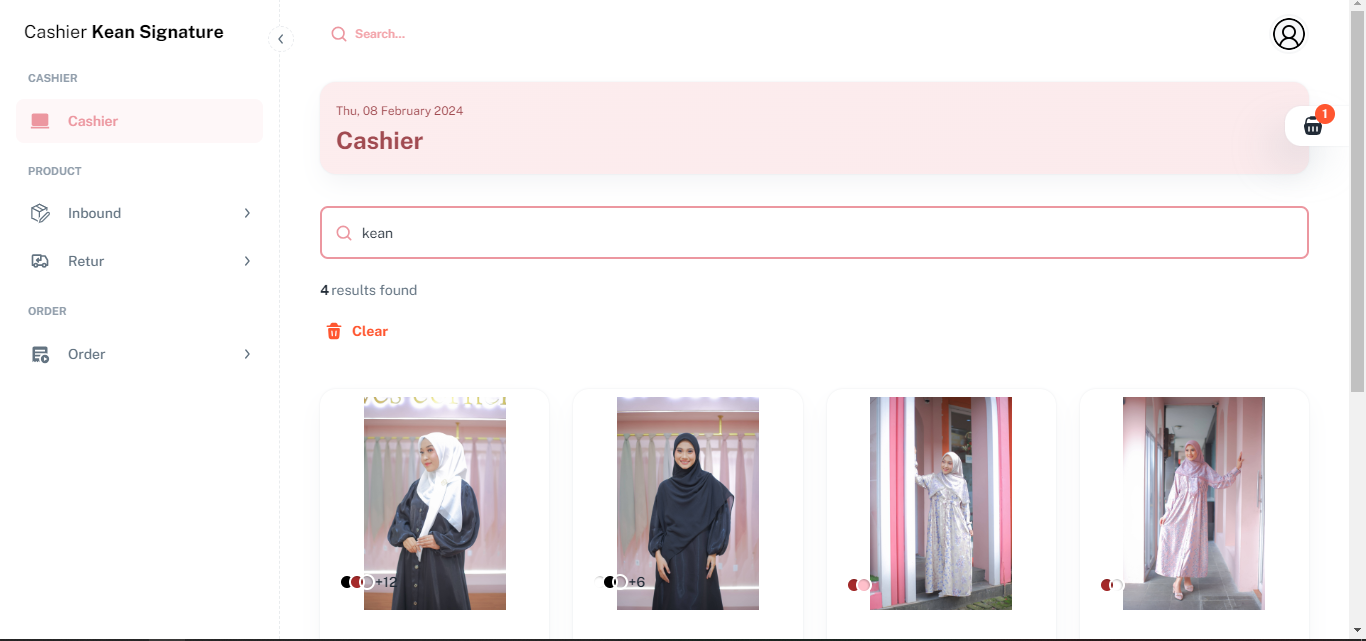 Cashier Kean Signature
CASHIER
Cashier
PRODUCT
Inbound
Retur
ORDER
Order
Search...
Thu, 08 February 2024
Cashier
1
kean
4 results found
Clear
+12
+6